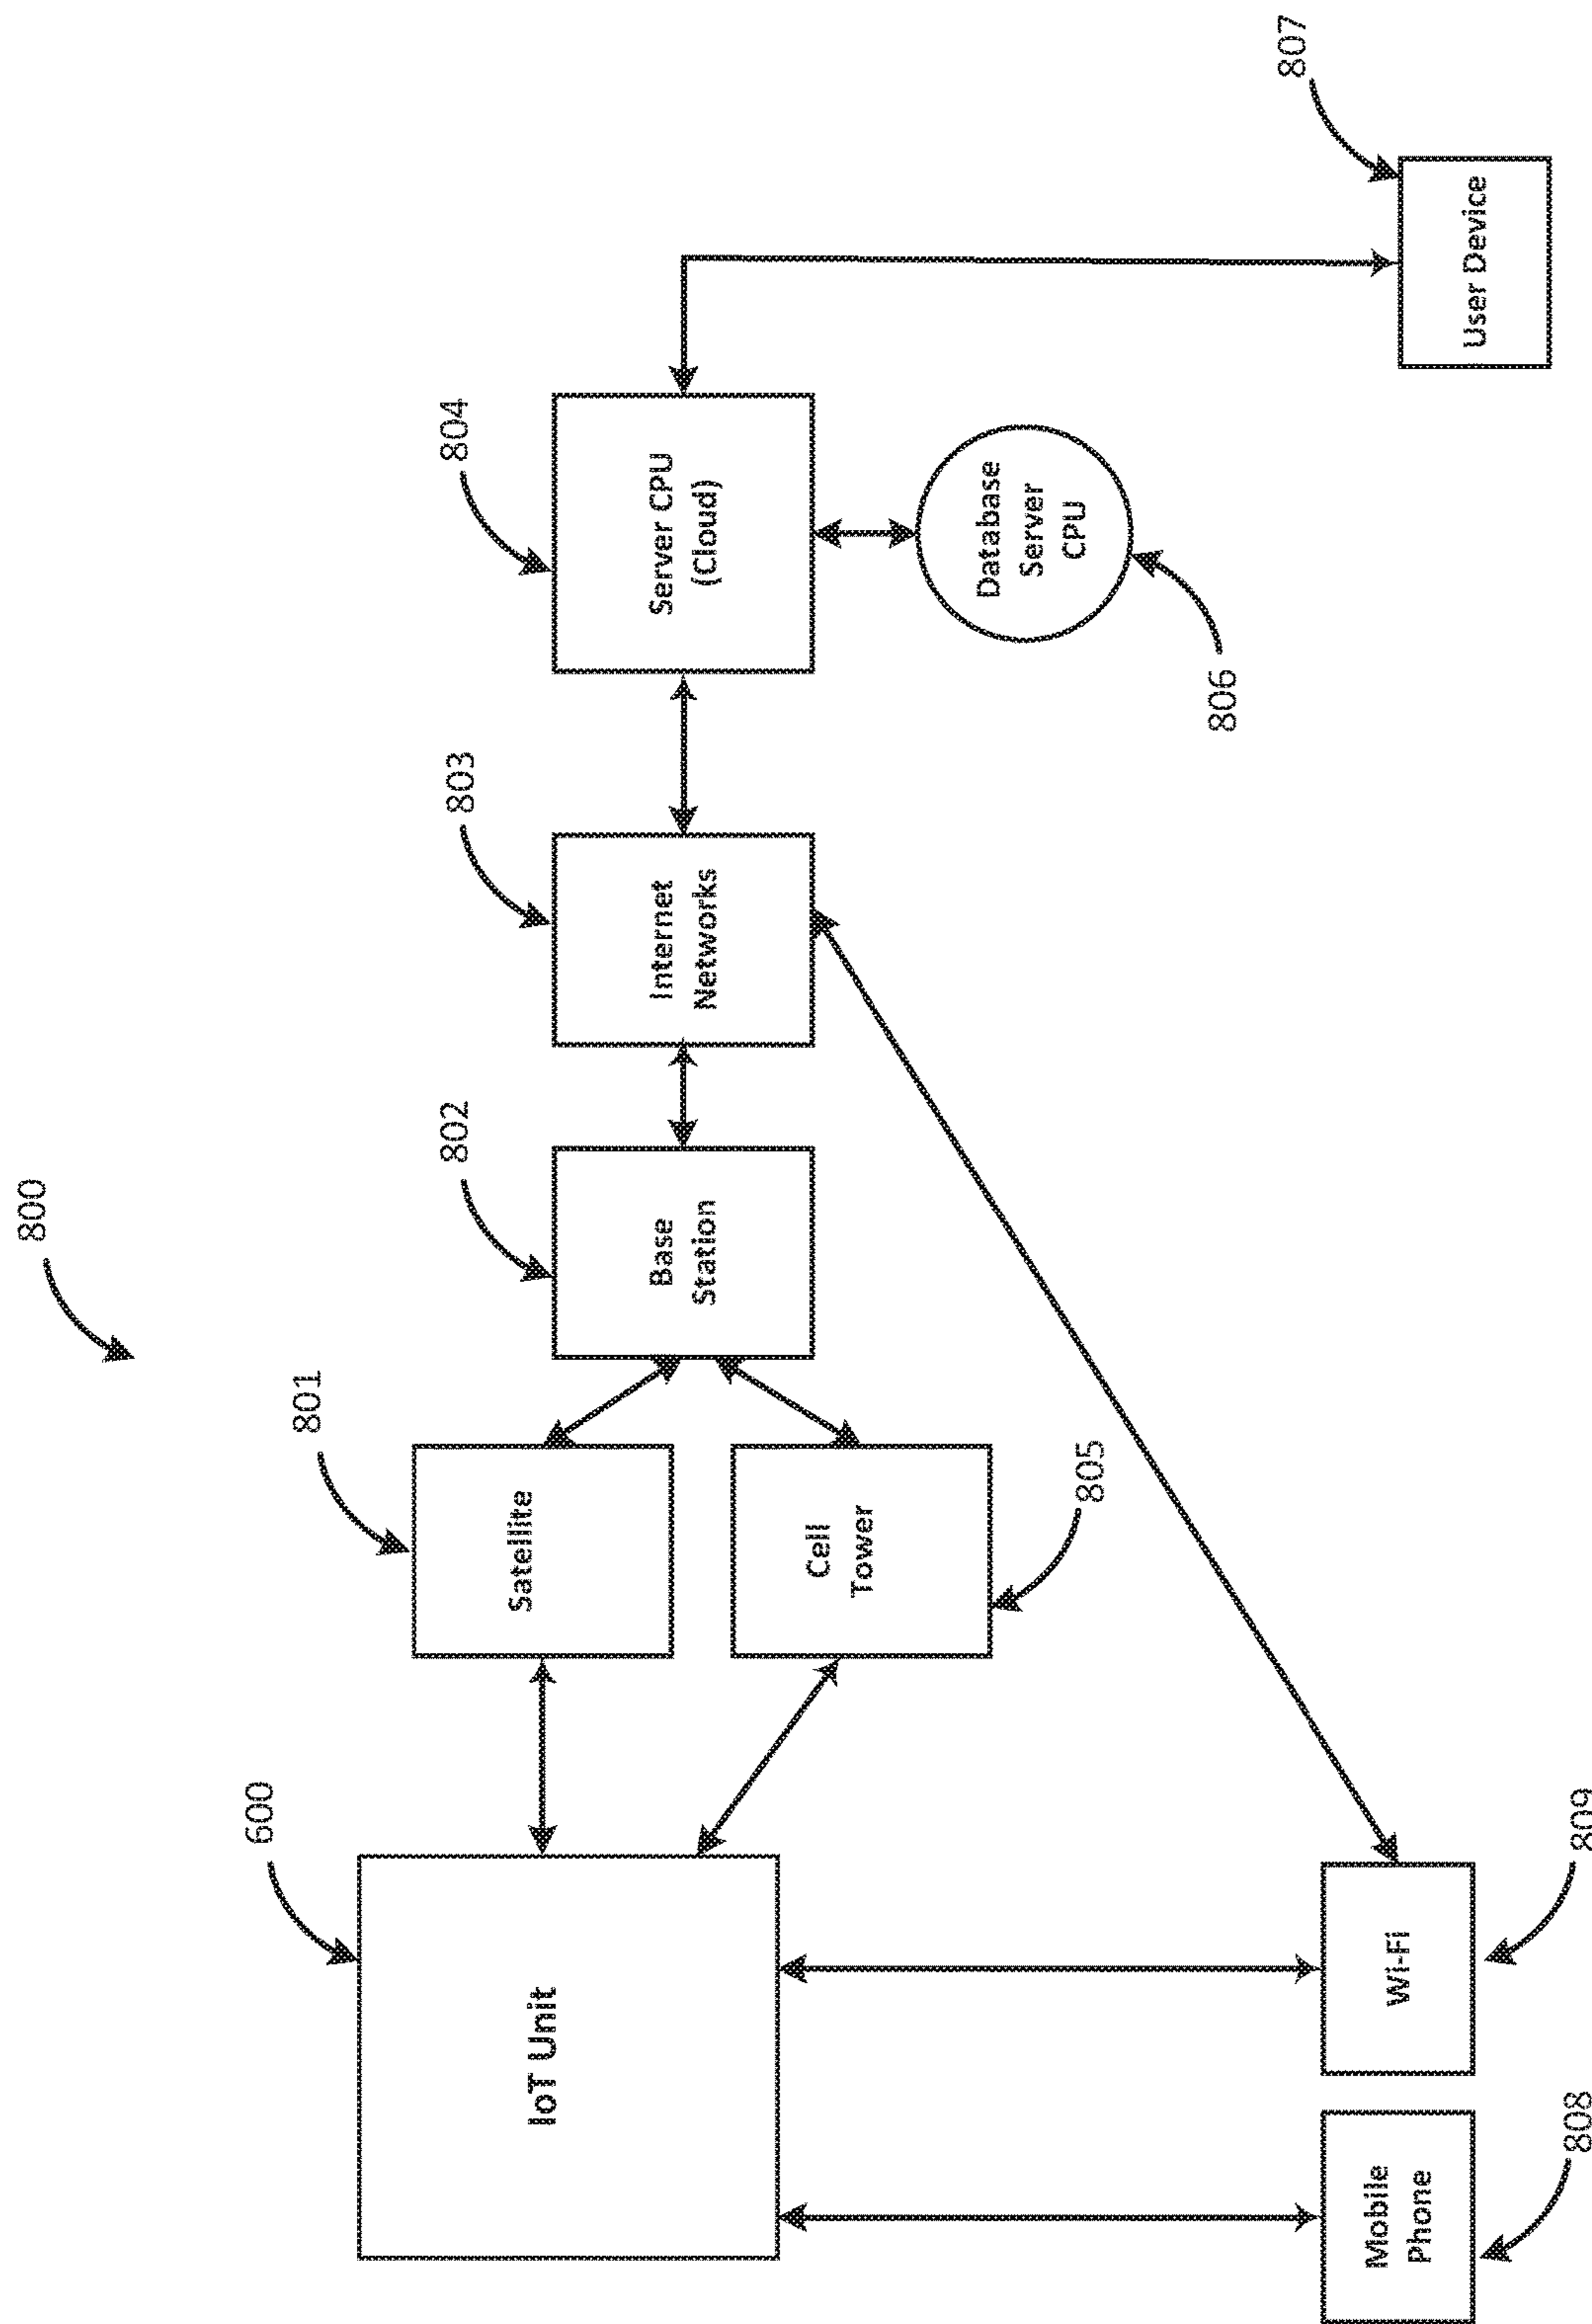 800
600
IoT Unit
801
Satellite
802
Base
Station
803
Internet
Networks
804
Server CPU
(Cloud)
Cell
Tower
805
Database
Server
CPU
806
807
User Device
Mobile
Phone
808
Wi-Fi
809